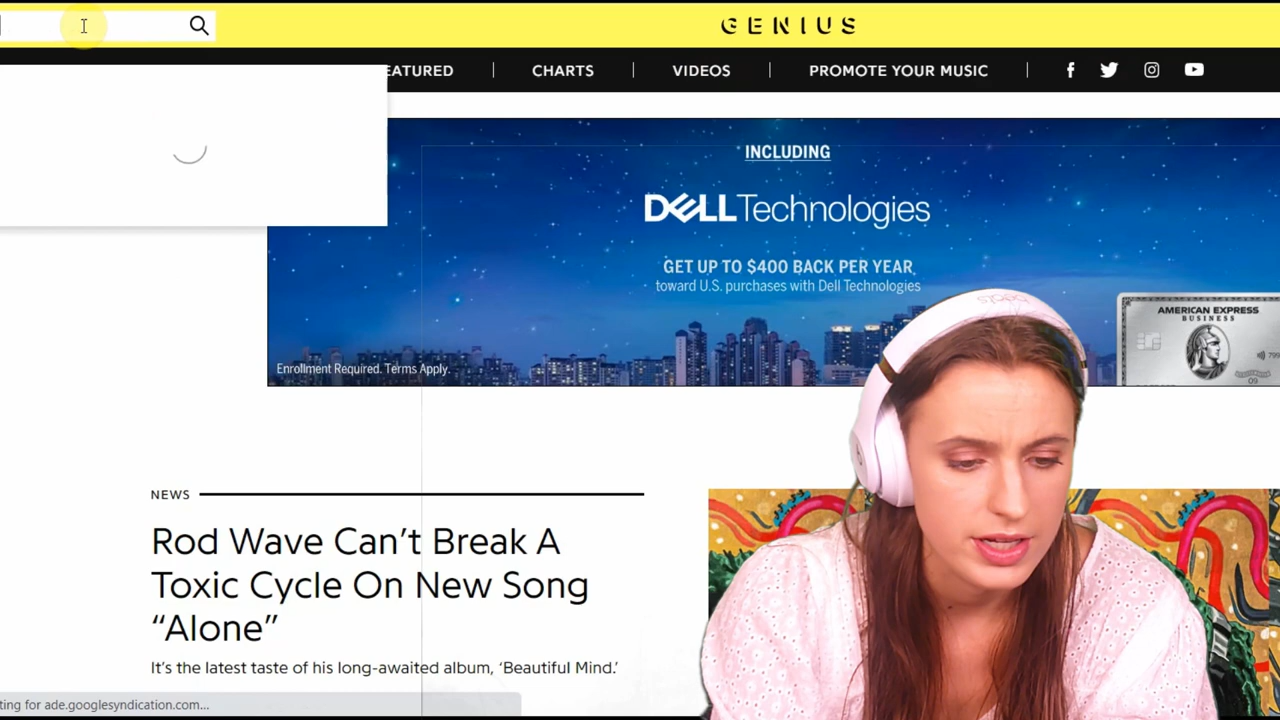 GENIUS
EATURED
CHARTS
VIDEOS
PROMOTE YOUR MUSIC
INCLUDING
DELL Technologies
GET UP TO $400 BACK PER YEAR
toward U.S. purchases with Dell Technologies
AMERICAN EXPRESS
BUSINESS
Enrollment Required. Terms Apply.
09
beats
NEWS
Rod Wave Can’t Break A
Toxic Cycle On New Song
“Alone”
It’s the latest taste of his long-awaited album, ‘Beautiful Mind.’
ting for ade.googlesyndication.com...